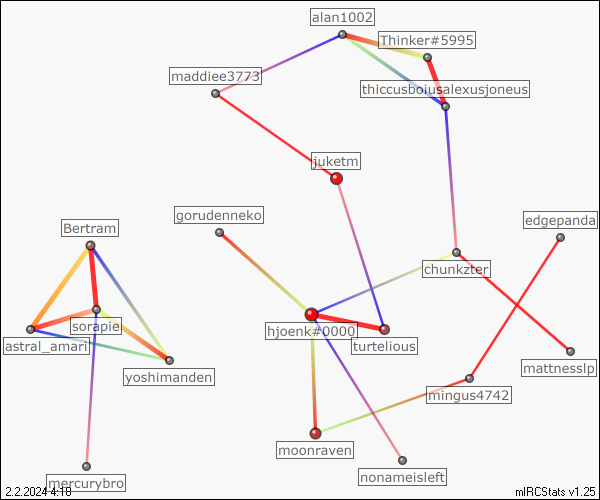 alan1002
Thinker#5995
maddiee3773
thiccusboiusalexusjoneus
juketm
gorudenneko
edgepanda
Bertram
chunkzter
sorapie
hjoenk#0000
astral_amari
turtelious
mattnesslp
yoshimanden
mingus4742
moonraven
nonameisleft
mercurybro
2.2.2024 4:18
mIRCStats v1.25